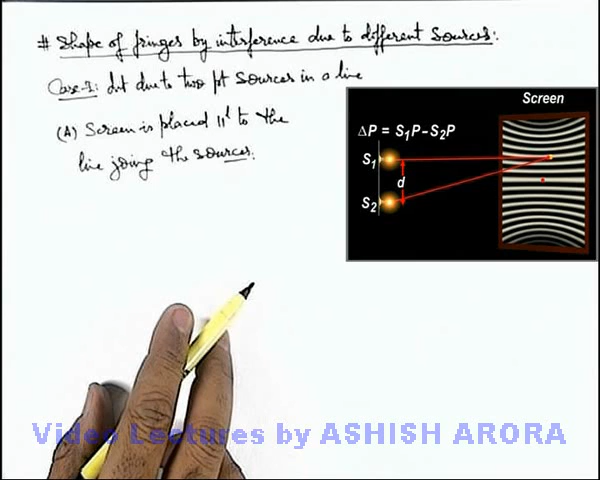 # Shape of fringes by interference due to different sources:
Case-I: Int due to two pt sources in a line
(A) Screen is placed ||l to the
line joing the sources.
Screen
ΔP = S1P - S2P
S1
d
S2
Video Lectures by ASHISH ARORA